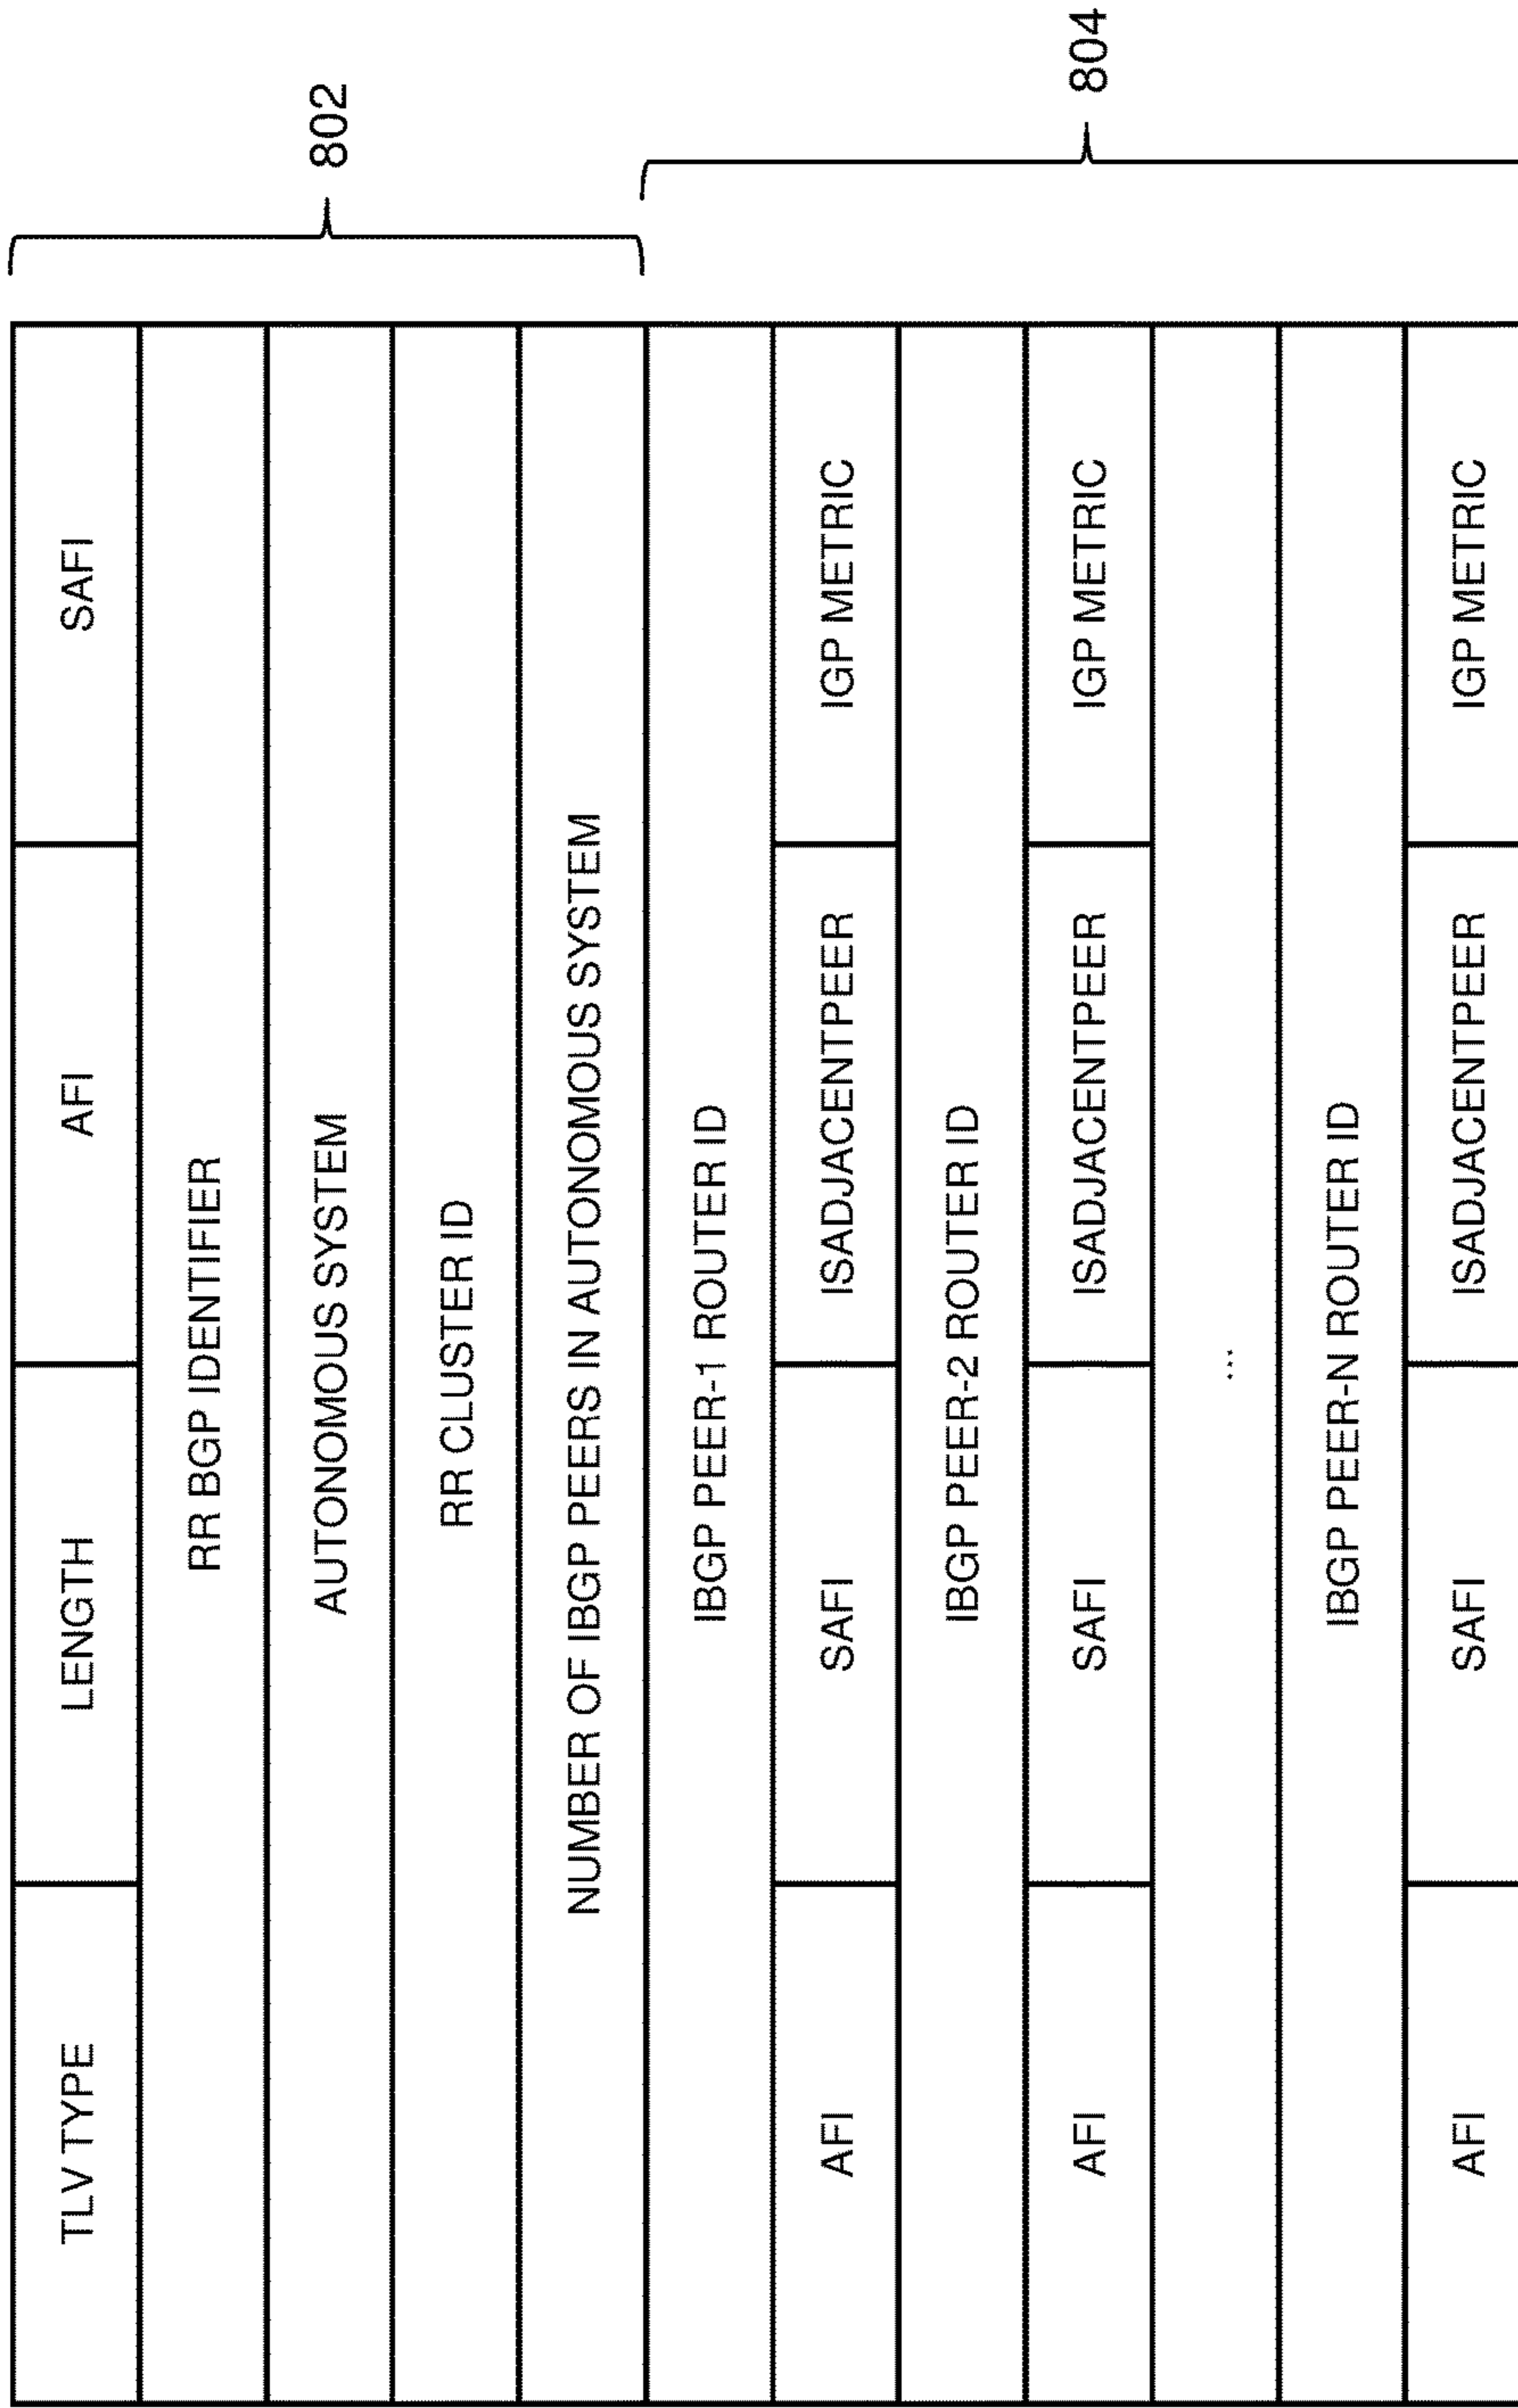 TLV TYPE LENGTH AFI SAFI
RR BGP IDENTIFIER
AUTONOMOUS SYSTEM
802
RR CLUSTER ID
NUMBER OF IBGP PEERS IN AUTONOMOUS SYSTEM
IBGP PEER-1 ROUTER ID
AFI SAFI ISADJACENTPEER IGP METRIC
IBGP PEER-2 ROUTER ID
AFI SAFI ISADJACENTPEER IGP METRIC
804
...
IBGP PEER-N ROUTER ID
AFI SAFI ISADJACENTPEER IGP METRIC